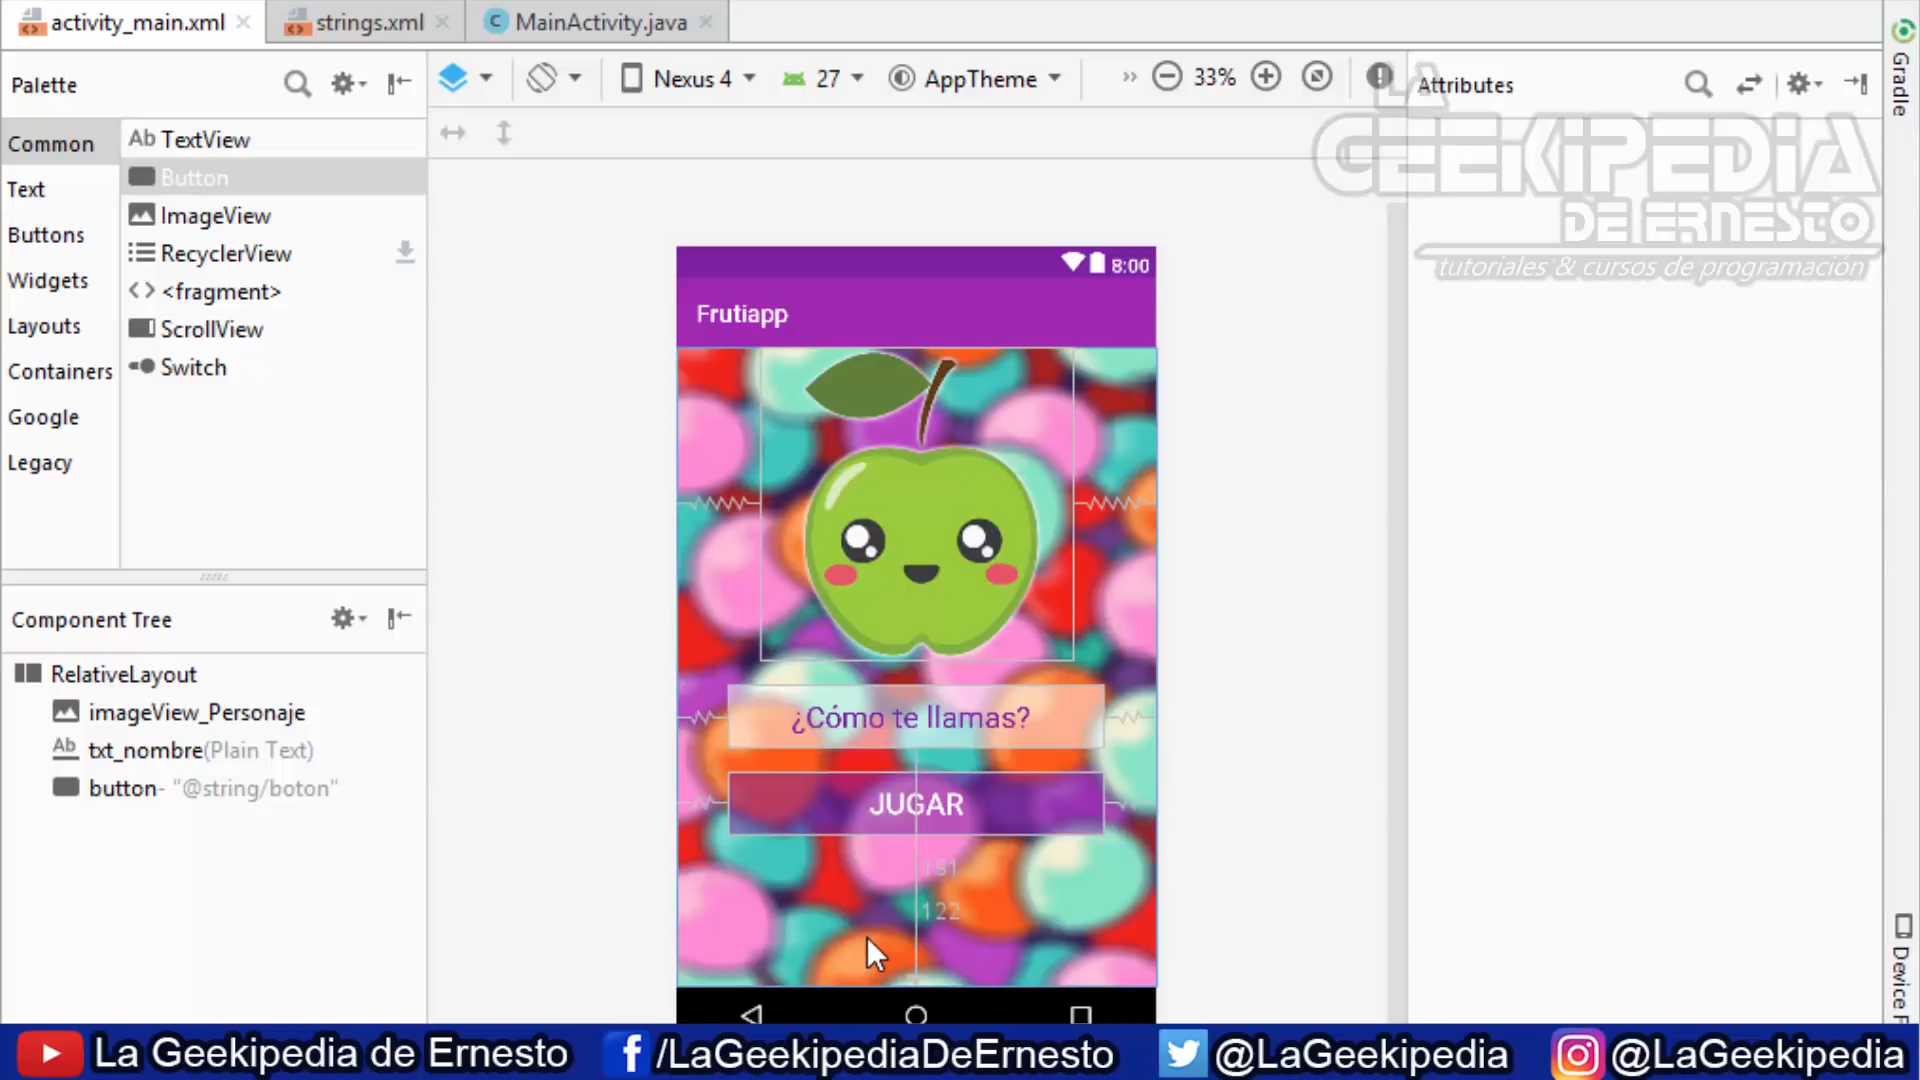 activity_main.xml
strings.xml
MainActivity.java
Palette
Nexus 4
27
AppTheme
33%
Attributes
Gradle
LA
GEEKIPEDIA
DE ERNESTO
tutoriales & cursos de programación
Common
Text
Buttons
Widgets
Layouts
Containers
Google
Legacy
Ab TextView
Button
ImageView
RecyclerView
<fragment>
ScrollView
Switch
8:00
Frutiapp
¿Cómo te llamas?
JUGAR
191
122
Component Tree
RelativeLayout
imageView_Personaje
Ab txt_nombre(Plain Text)
button- "@string/boton"
Device F
La Geekipedia de Ernesto
/LaGeekipediaDeErnesto
@LaGeekipedia
@LaGeekipedia